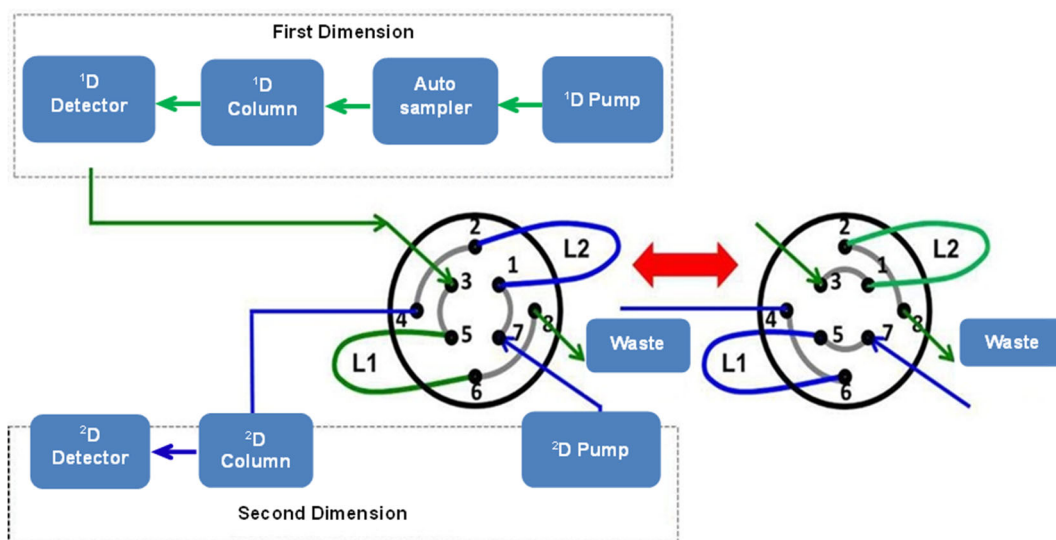 First Dimension
¹D
Detector
¹D
Column
Auto
sampler
¹D Pump
2
L2
1
3
4
5
7
8
L1
6
Waste
2
L2
1
3
4
5
7
8
L1
6
Waste
²D
Detector
²D
Column
²D Pump
Second Dimension